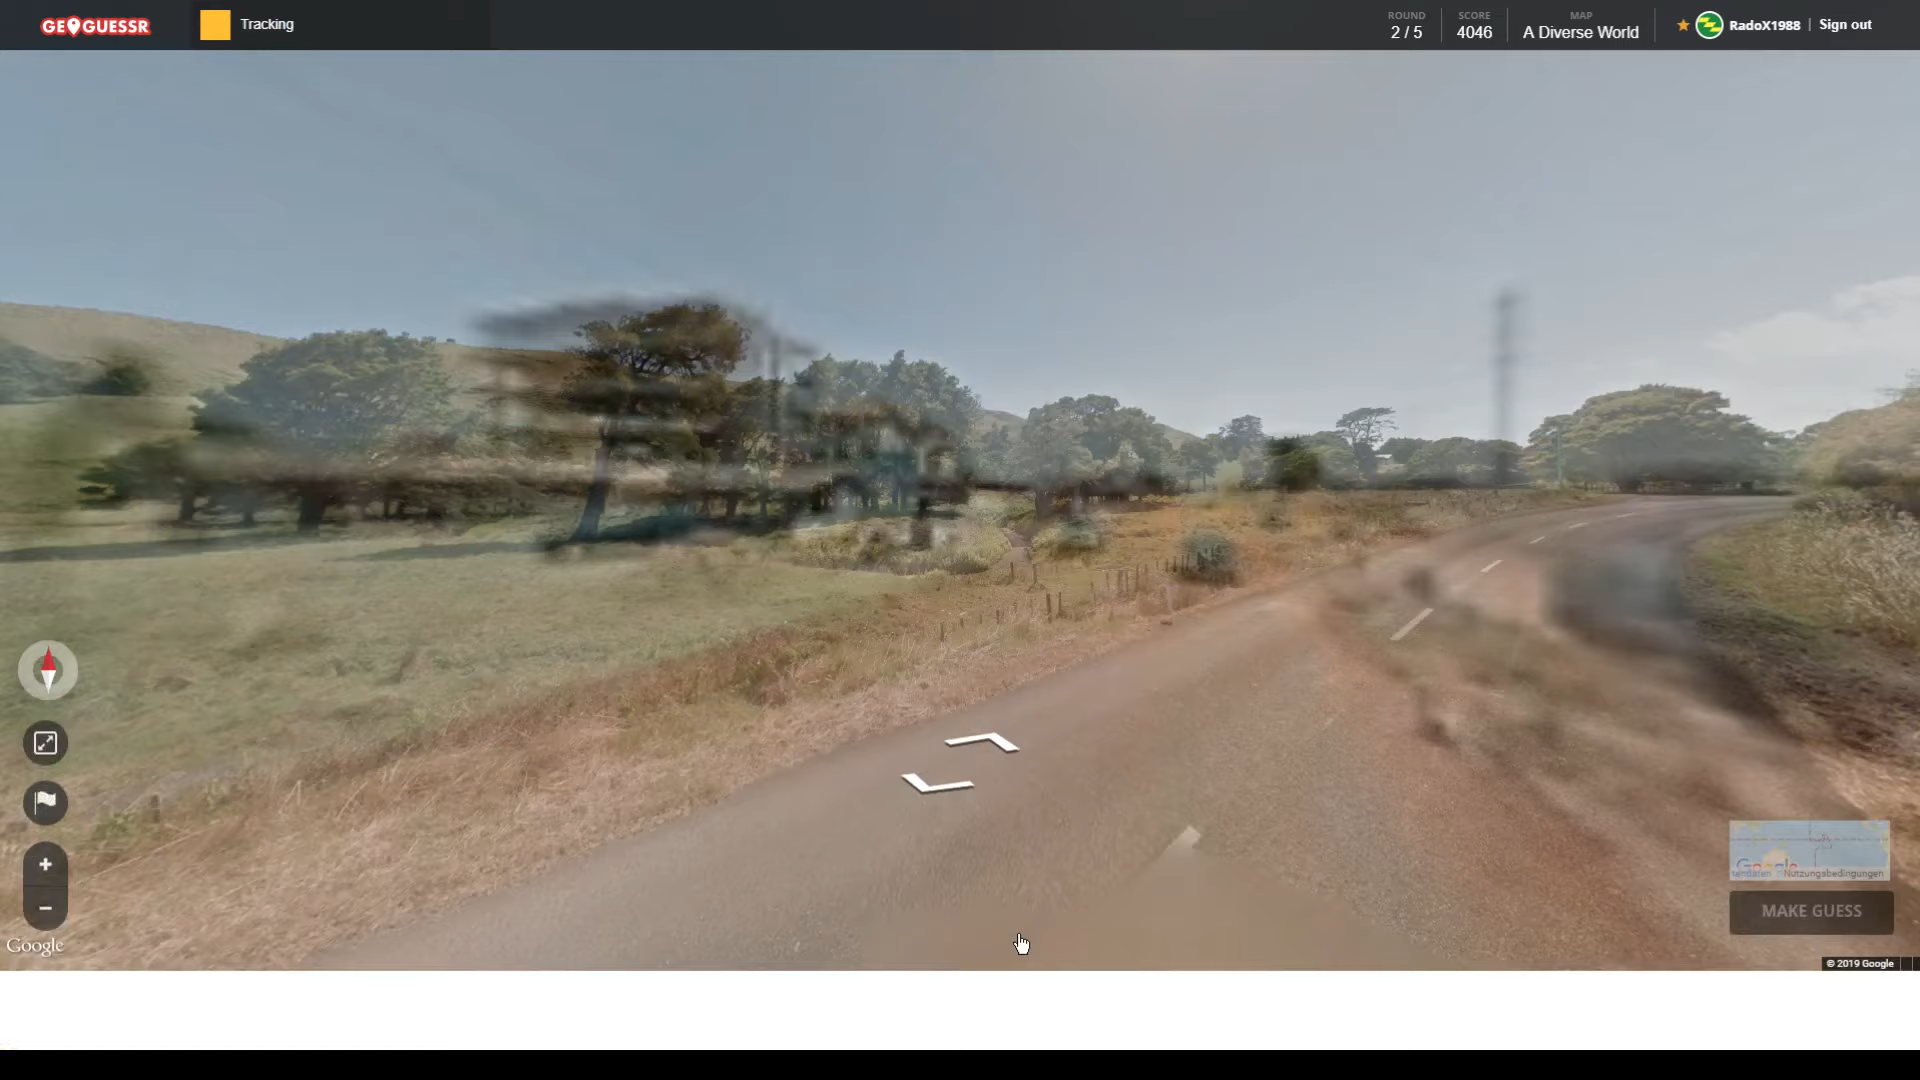 GEOGUESSR
Tracking
ROUND
2 / 5
SCORE
4046
MAP
A Diverse World
RadoX1988
Sign out
Google
Nutzungsbedingungen
MAKE GUESS
Google
© 2019 Google